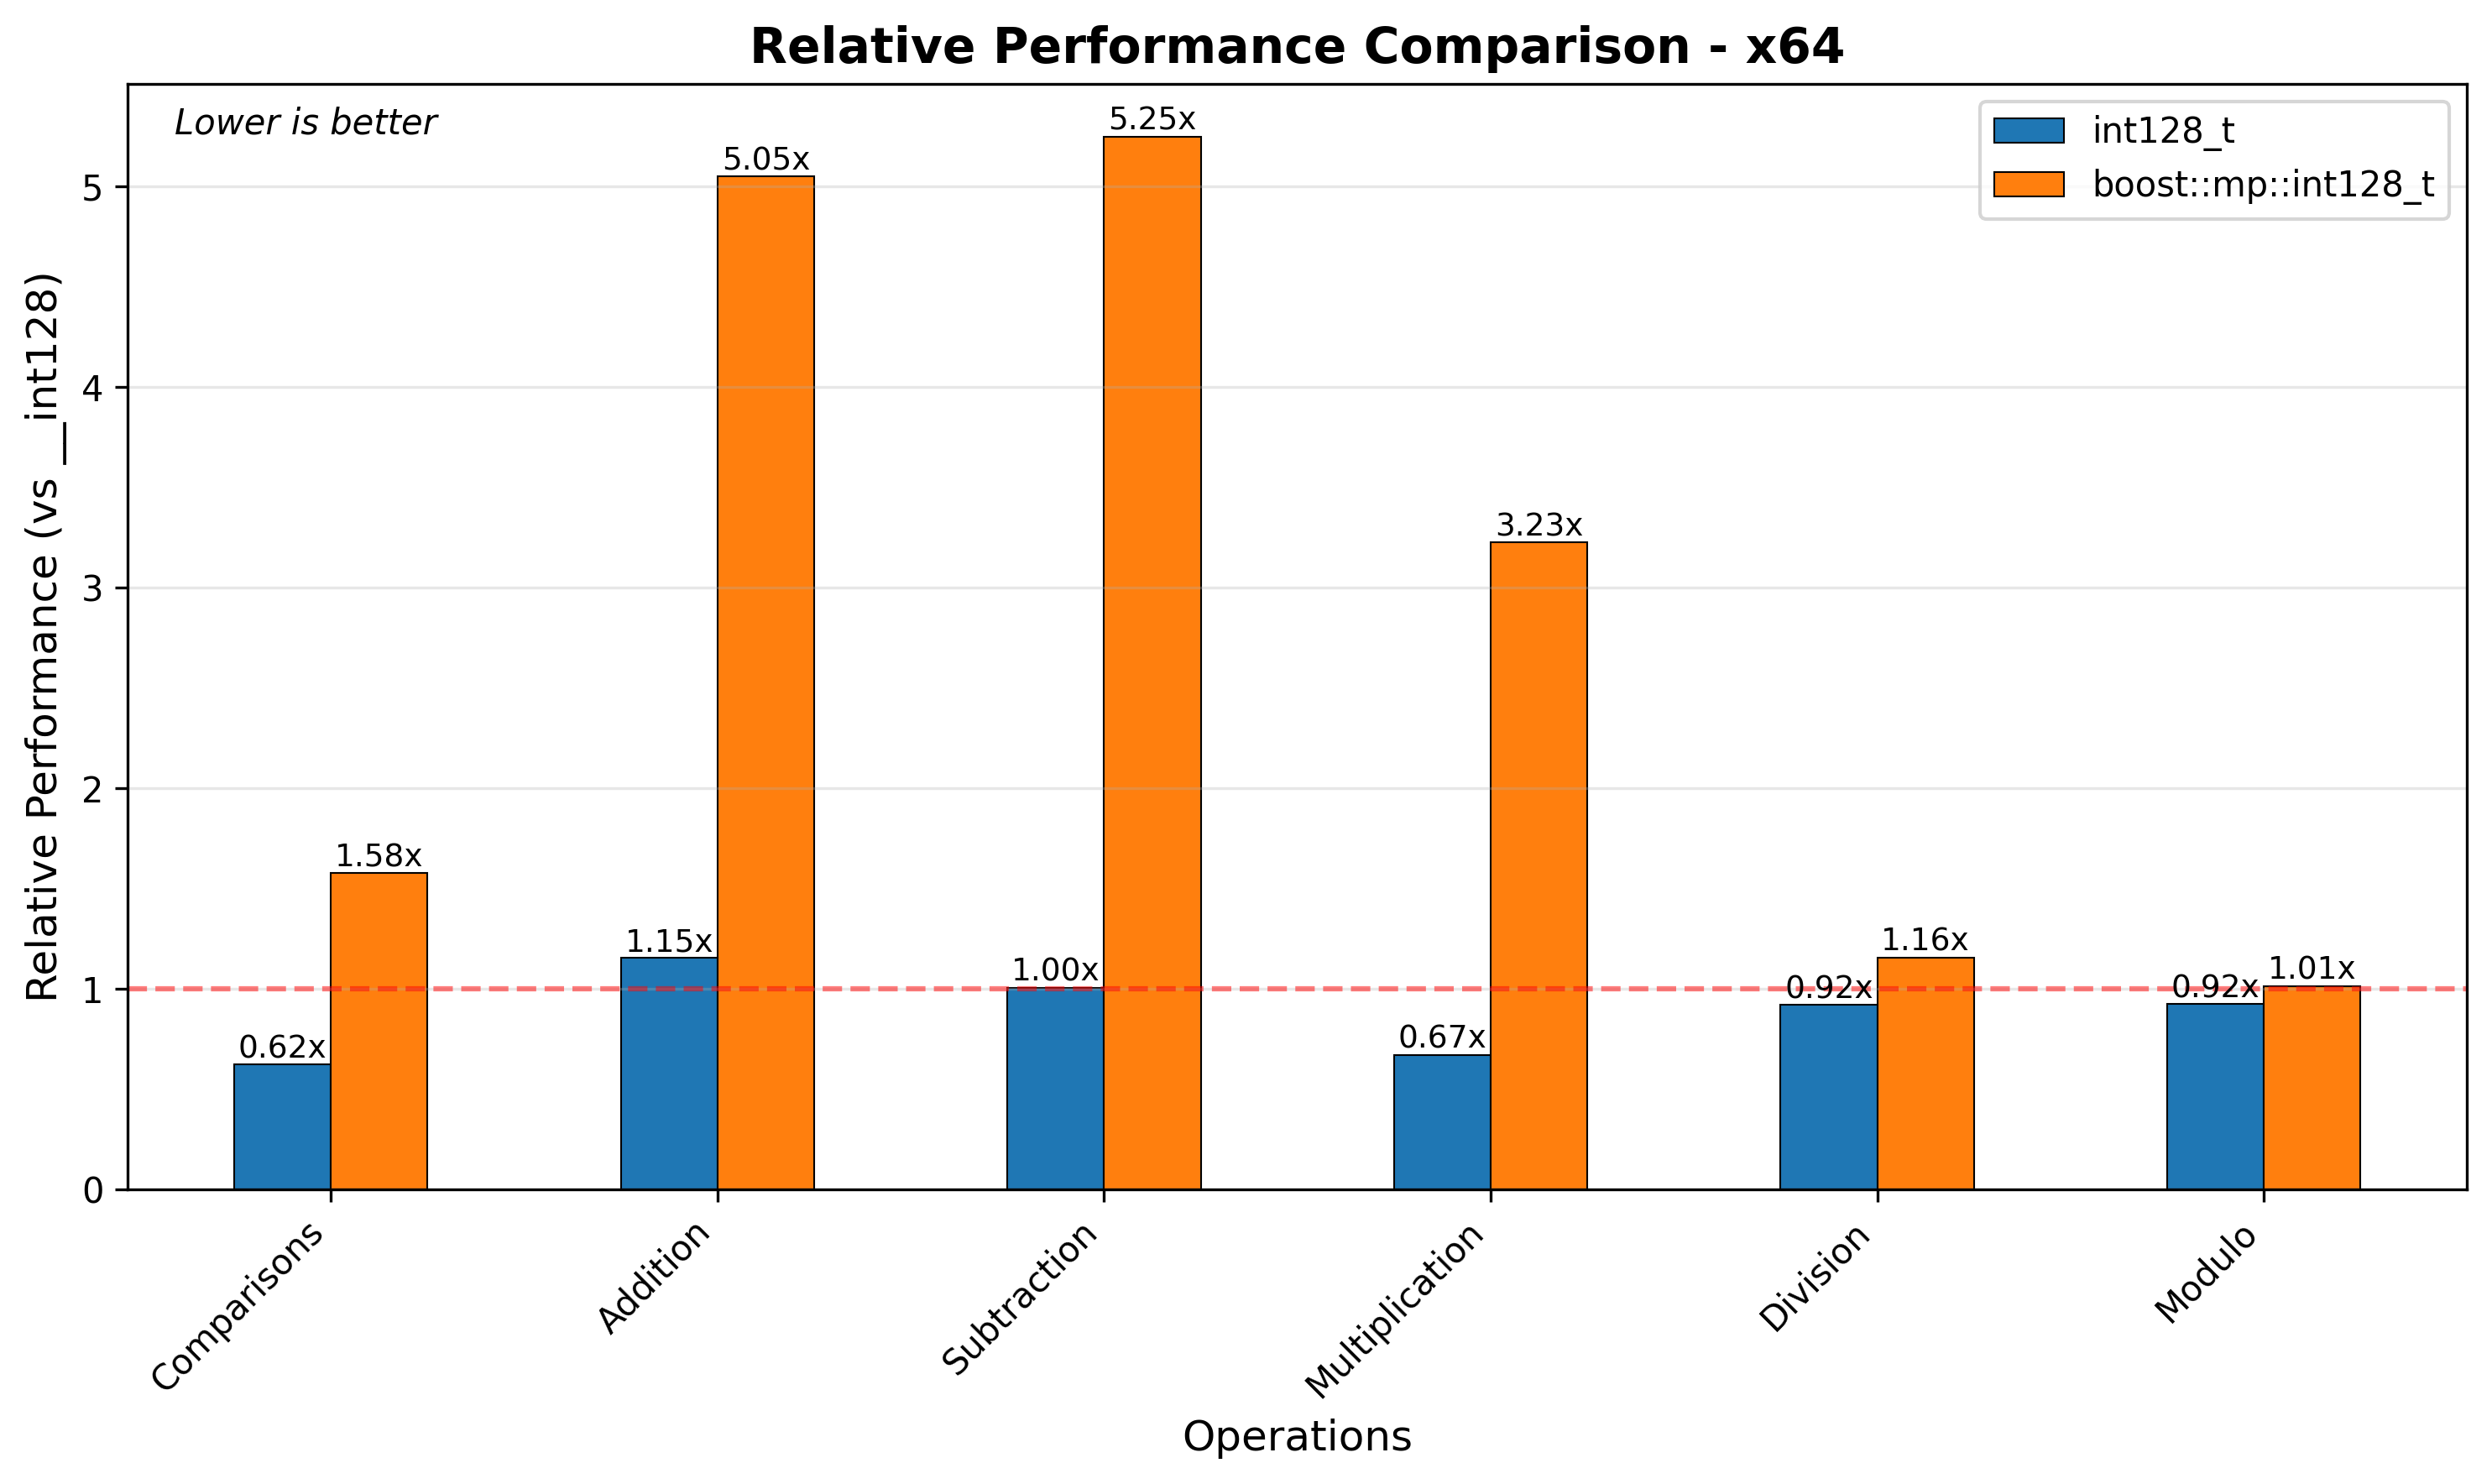 Relative Performance Comparison - x64
Lower is better
int128_t
boost::mp::int128_t
Relative Performance (vs __int128)
5
4
3
2
1
0
0.62x
1.58x
1.15x
5.05x
1.00x
5.25x
0.67x
3.23x
0.92x
1.16x
0.92x
1.01x
Comparisons
Addition
Subtraction
Multiplication
Division
Modulo
Operations